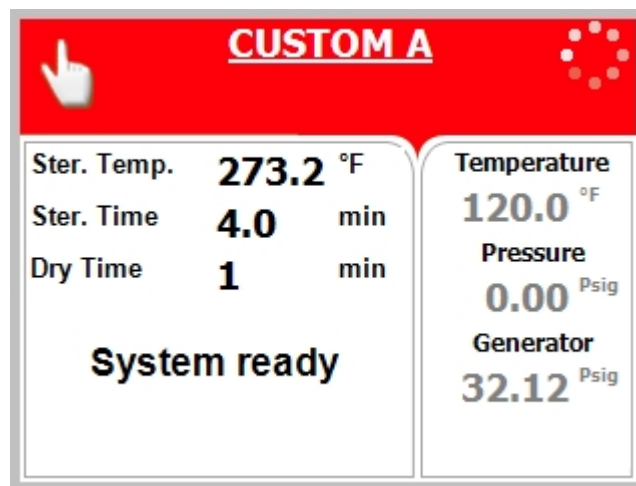 CUSTOM A
Ster. Temp. 273.2 °F
Ster. Time 4.0 min
Dry Time 1 min
System ready
Temperature
120.0 °F
Pressure
0.00 Psig
Generator
32.12 Psig